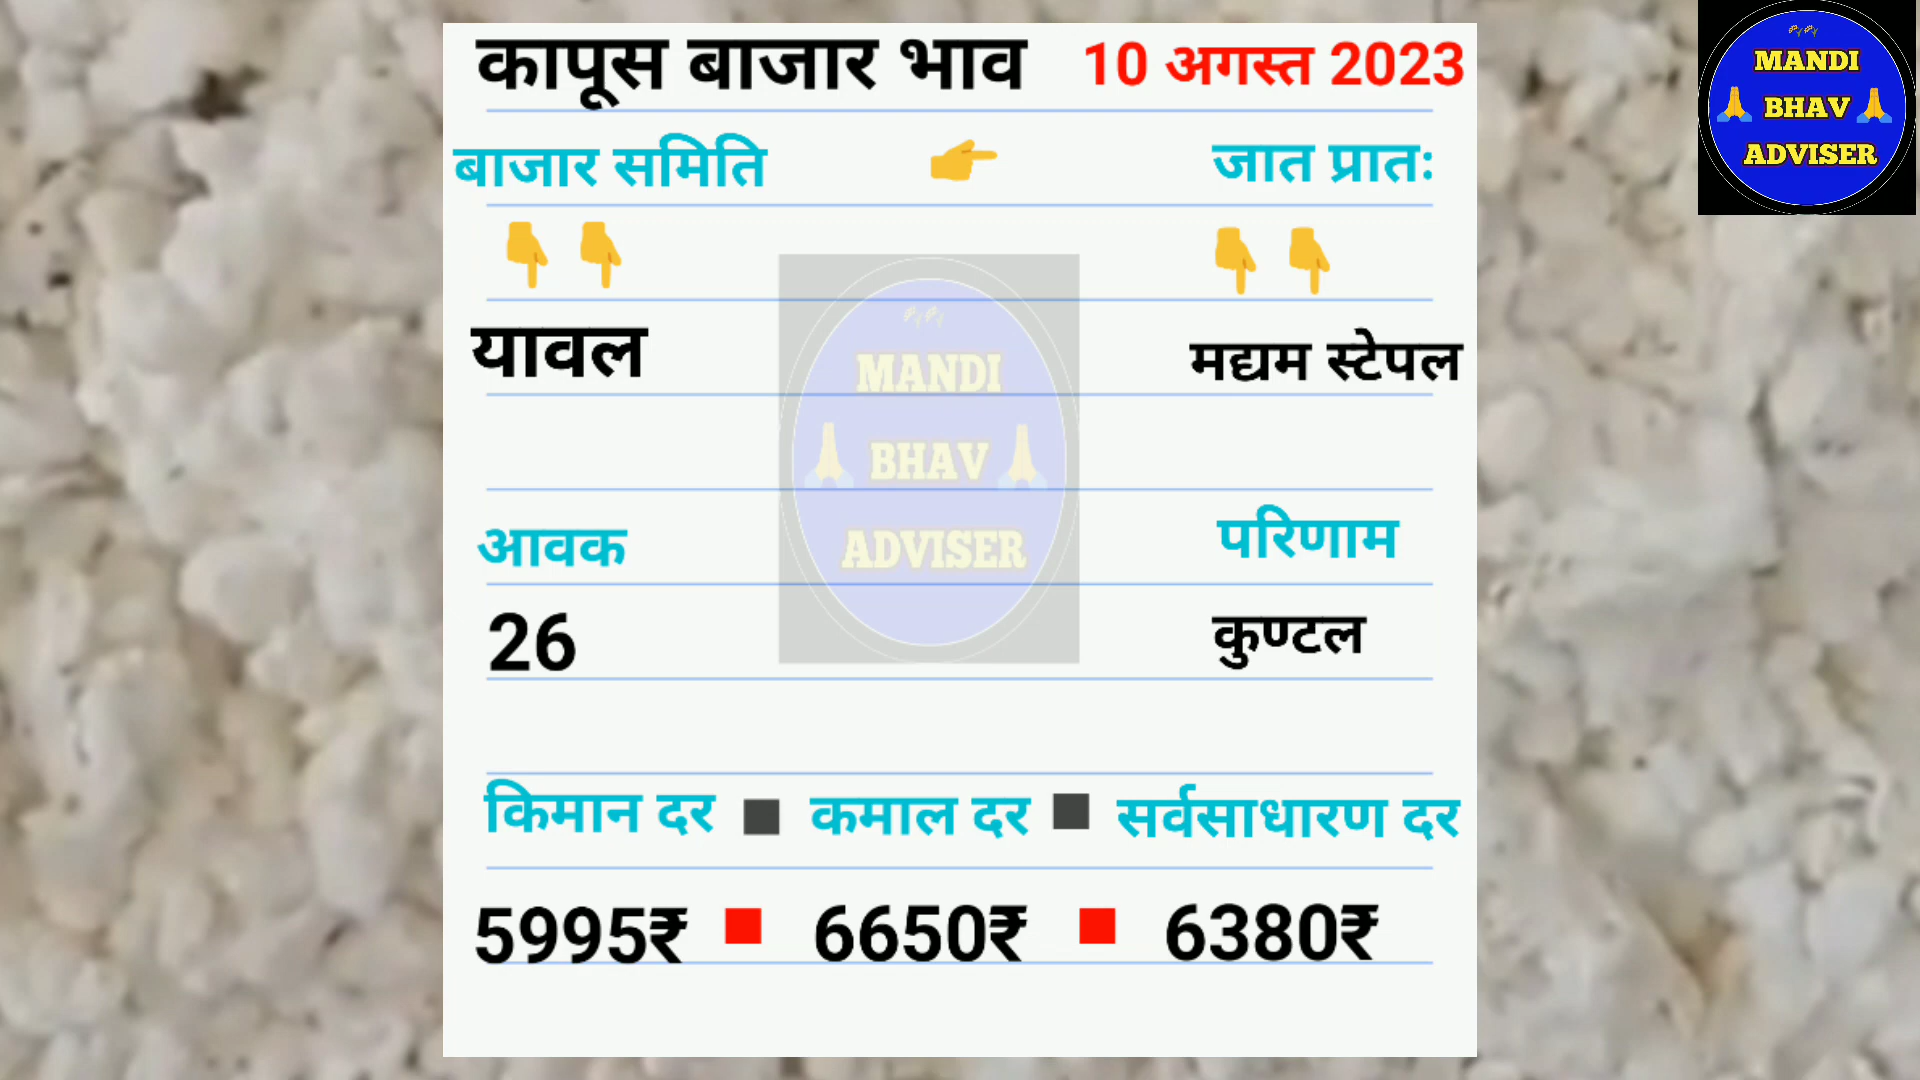 कापूस बाजार भाव 10 अगस्त 2023
बाजार समिति 👉 जात प्रातः
👇👇 👇👇
यावल मद्यम स्टेपल
आवक परिणाम
26 कुण्टल
किमान दर ◾ कमाल दर ◾ सर्वसाधारण दर
5995₹ 🟥 6650₹ 🟥 6380₹
MANDI
BHAV
ADVISER
MANDI
🙏 BHAV 🙏
ADVISER